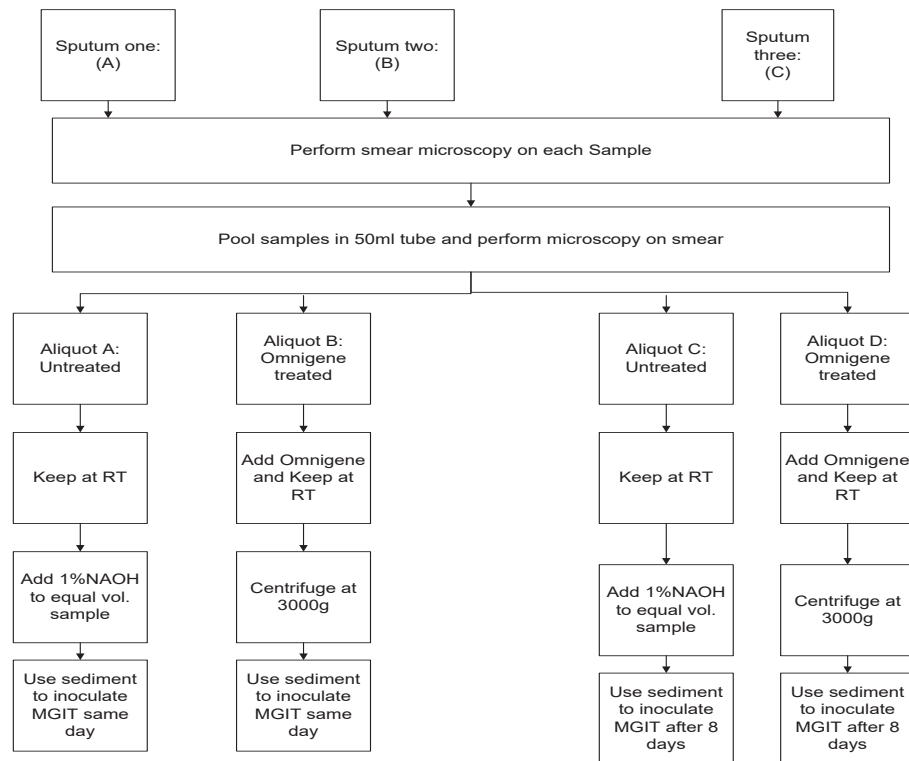 Sputum one:
(A)
Sputum two:
(B)
Sputum
three:
(C)
Perform smear microscopy on each Sample
Pool samples in 50ml tube and perform microscopy on smear
Aliquot A:
Untreated
Aliquot B:
Omnigene
treated
Aliquot C:
Untreated
Aliquot D:
Omnigene
treated
Keep at RT
Add Omnigene
and Keep at
RT
Keep at RT
Add Omnigene
and Keep at
RT
Add 1%NAOH
to equal vol.
sample
Centrifuge at
3000g
Add 1%NAOH
to equal vol.
sample
Centrifuge at
3000g
Use sediment
to inoculate
MGIT same
day
Use sediment
to inoculate
MGIT same
day
Use sediment
to inoculate
MGIT after 8
days
Use sediment
to inoculate
MGIT after 8
days